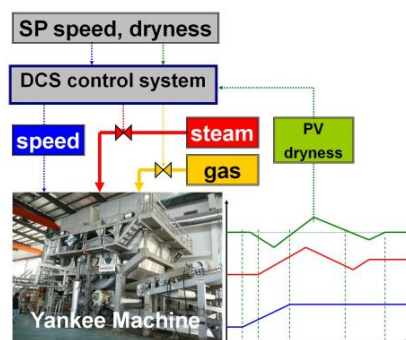 SP speed, dryness
DCS control system
speed
steam
PV
dryness
gas
Yankee Machine